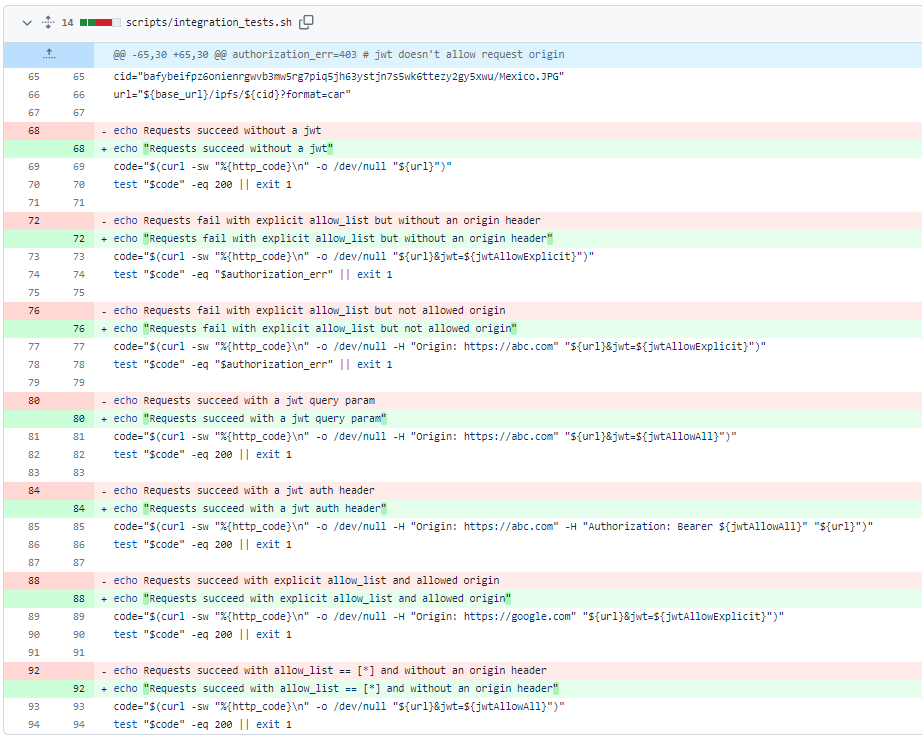 14 scripts/integration_tests.sh
@@ -65,30 +65,30 @@ authorization_err=403 # jwt doesn't allow request origin
65 65 cid="bafybeifpz6onienrgwvb3mw5rg7piq5jh63ystjn7s5wk6ttezy2gy5xwu/Mexico.JPG"
66 66 url="${base_url}/ipfs/${cid}?format=car"
67 67
68 - echo Requests succeed without a jwt
68 + echo "Requests succeed without a jwt"
69 69 code="$(curl -sw "%{http_code}\n" -o /dev/null "${url}")"
70 70 test "$code" -eq 200 || exit 1
71 71
72 - echo Requests fail with explicit allow_list but without an origin header
72 + echo "Requests fail with explicit allow_list but without an origin header"
73 73 code="$(curl -sw "%{http_code}\n" -o /dev/null "${url}&jwt=${jwtAllowExplicit}")"
74 74 test "$code" -eq "$authorization_err" || exit 1
75 75
76 - echo Requests fail with explicit allow_list but not allowed origin
76 + echo "Requests fail with explicit allow_list but not allowed origin"
77 77 code="$(curl -sw "%{http_code}\n" -o /dev/null -H "Origin: https://abc.com" "${url}&jwt=${jwtAllowExplicit}")"
78 78 test "$code" -eq "$authorization_err" || exit 1
79 79
80 - echo Requests succeed with a jwt query param
80 + echo "Requests succeed with a jwt query param"
81 81 code="$(curl -sw "%{http_code}\n" -o /dev/null -H "Origin: https://abc.com" "${url}&jwt=${jwtAllowAll}")"
82 82 test "$code" -eq 200 || exit 1
83 83
84 - echo Requests succeed with a jwt auth header
84 + echo "Requests succeed with a jwt auth header"
85 85 code="$(curl -sw "%{http_code}\n" -o /dev/null -H "Origin: https://abc.com" -H "Authorization: Bearer ${jwtAllowAll}" "${url}")"
86 86 test "$code" -eq 200 || exit 1
87 87
88 - echo Requests succeed with explicit allow_list and allowed origin
88 + echo "Requests succeed with explicit allow_list and allowed origin"
89 89 code="$(curl -sw "%{http_code}\n" -o /dev/null -H "Origin: https://google.com" "${url}&jwt=${jwtAllowExplicit}")"
90 90 test "$code" -eq 200 || exit 1
91 91
92 - echo Requests succeed with allow_list == [*] and without an origin header
92 + echo "Requests succeed with allow_list == [*] and without an origin header"
93 93 code="$(curl -sw "%{http_code}\n" -o /dev/null "${url}&jwt=${jwtAllowAll}")"
94 94 test "$code" -eq 200 || exit 1